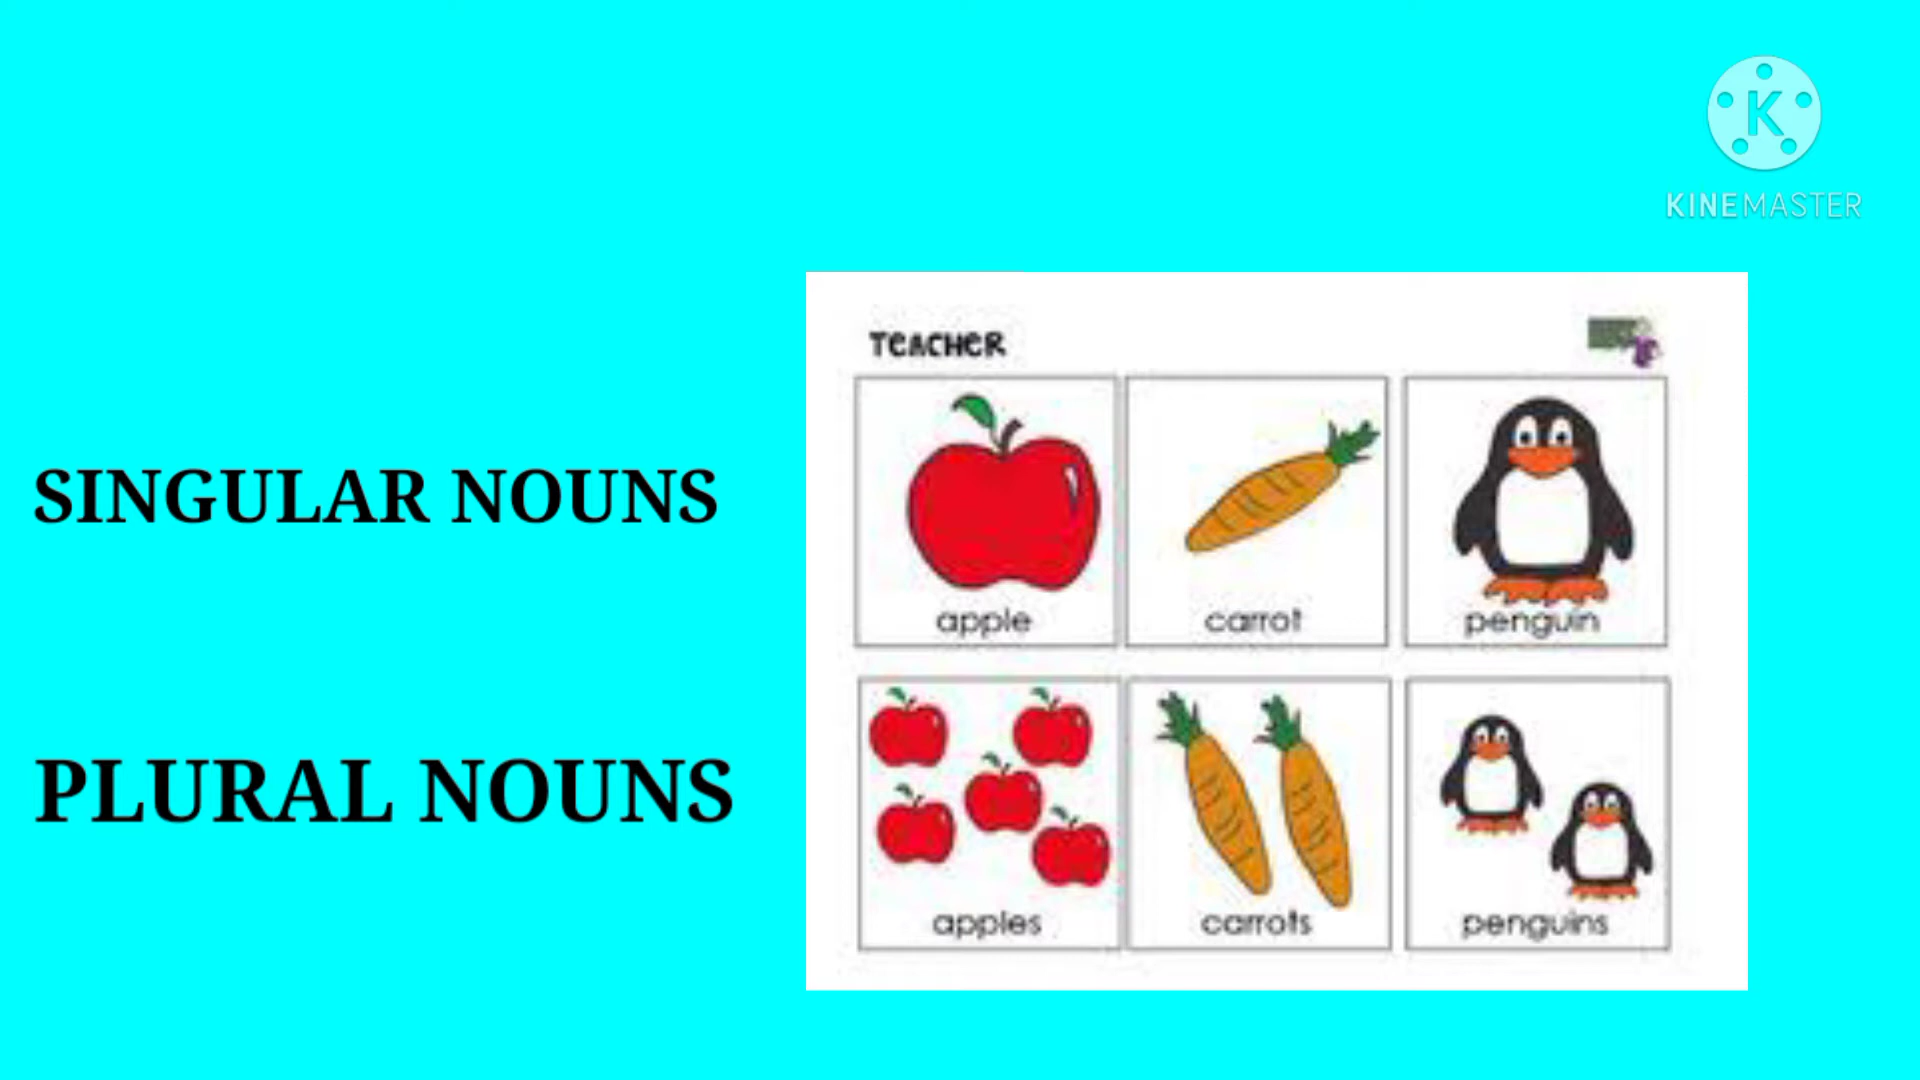 K
KINEMASTER
TEACHER
SINGULAR NOUNS
apple carrot penguin
PLURAL NOUNS
apples carrots penguins